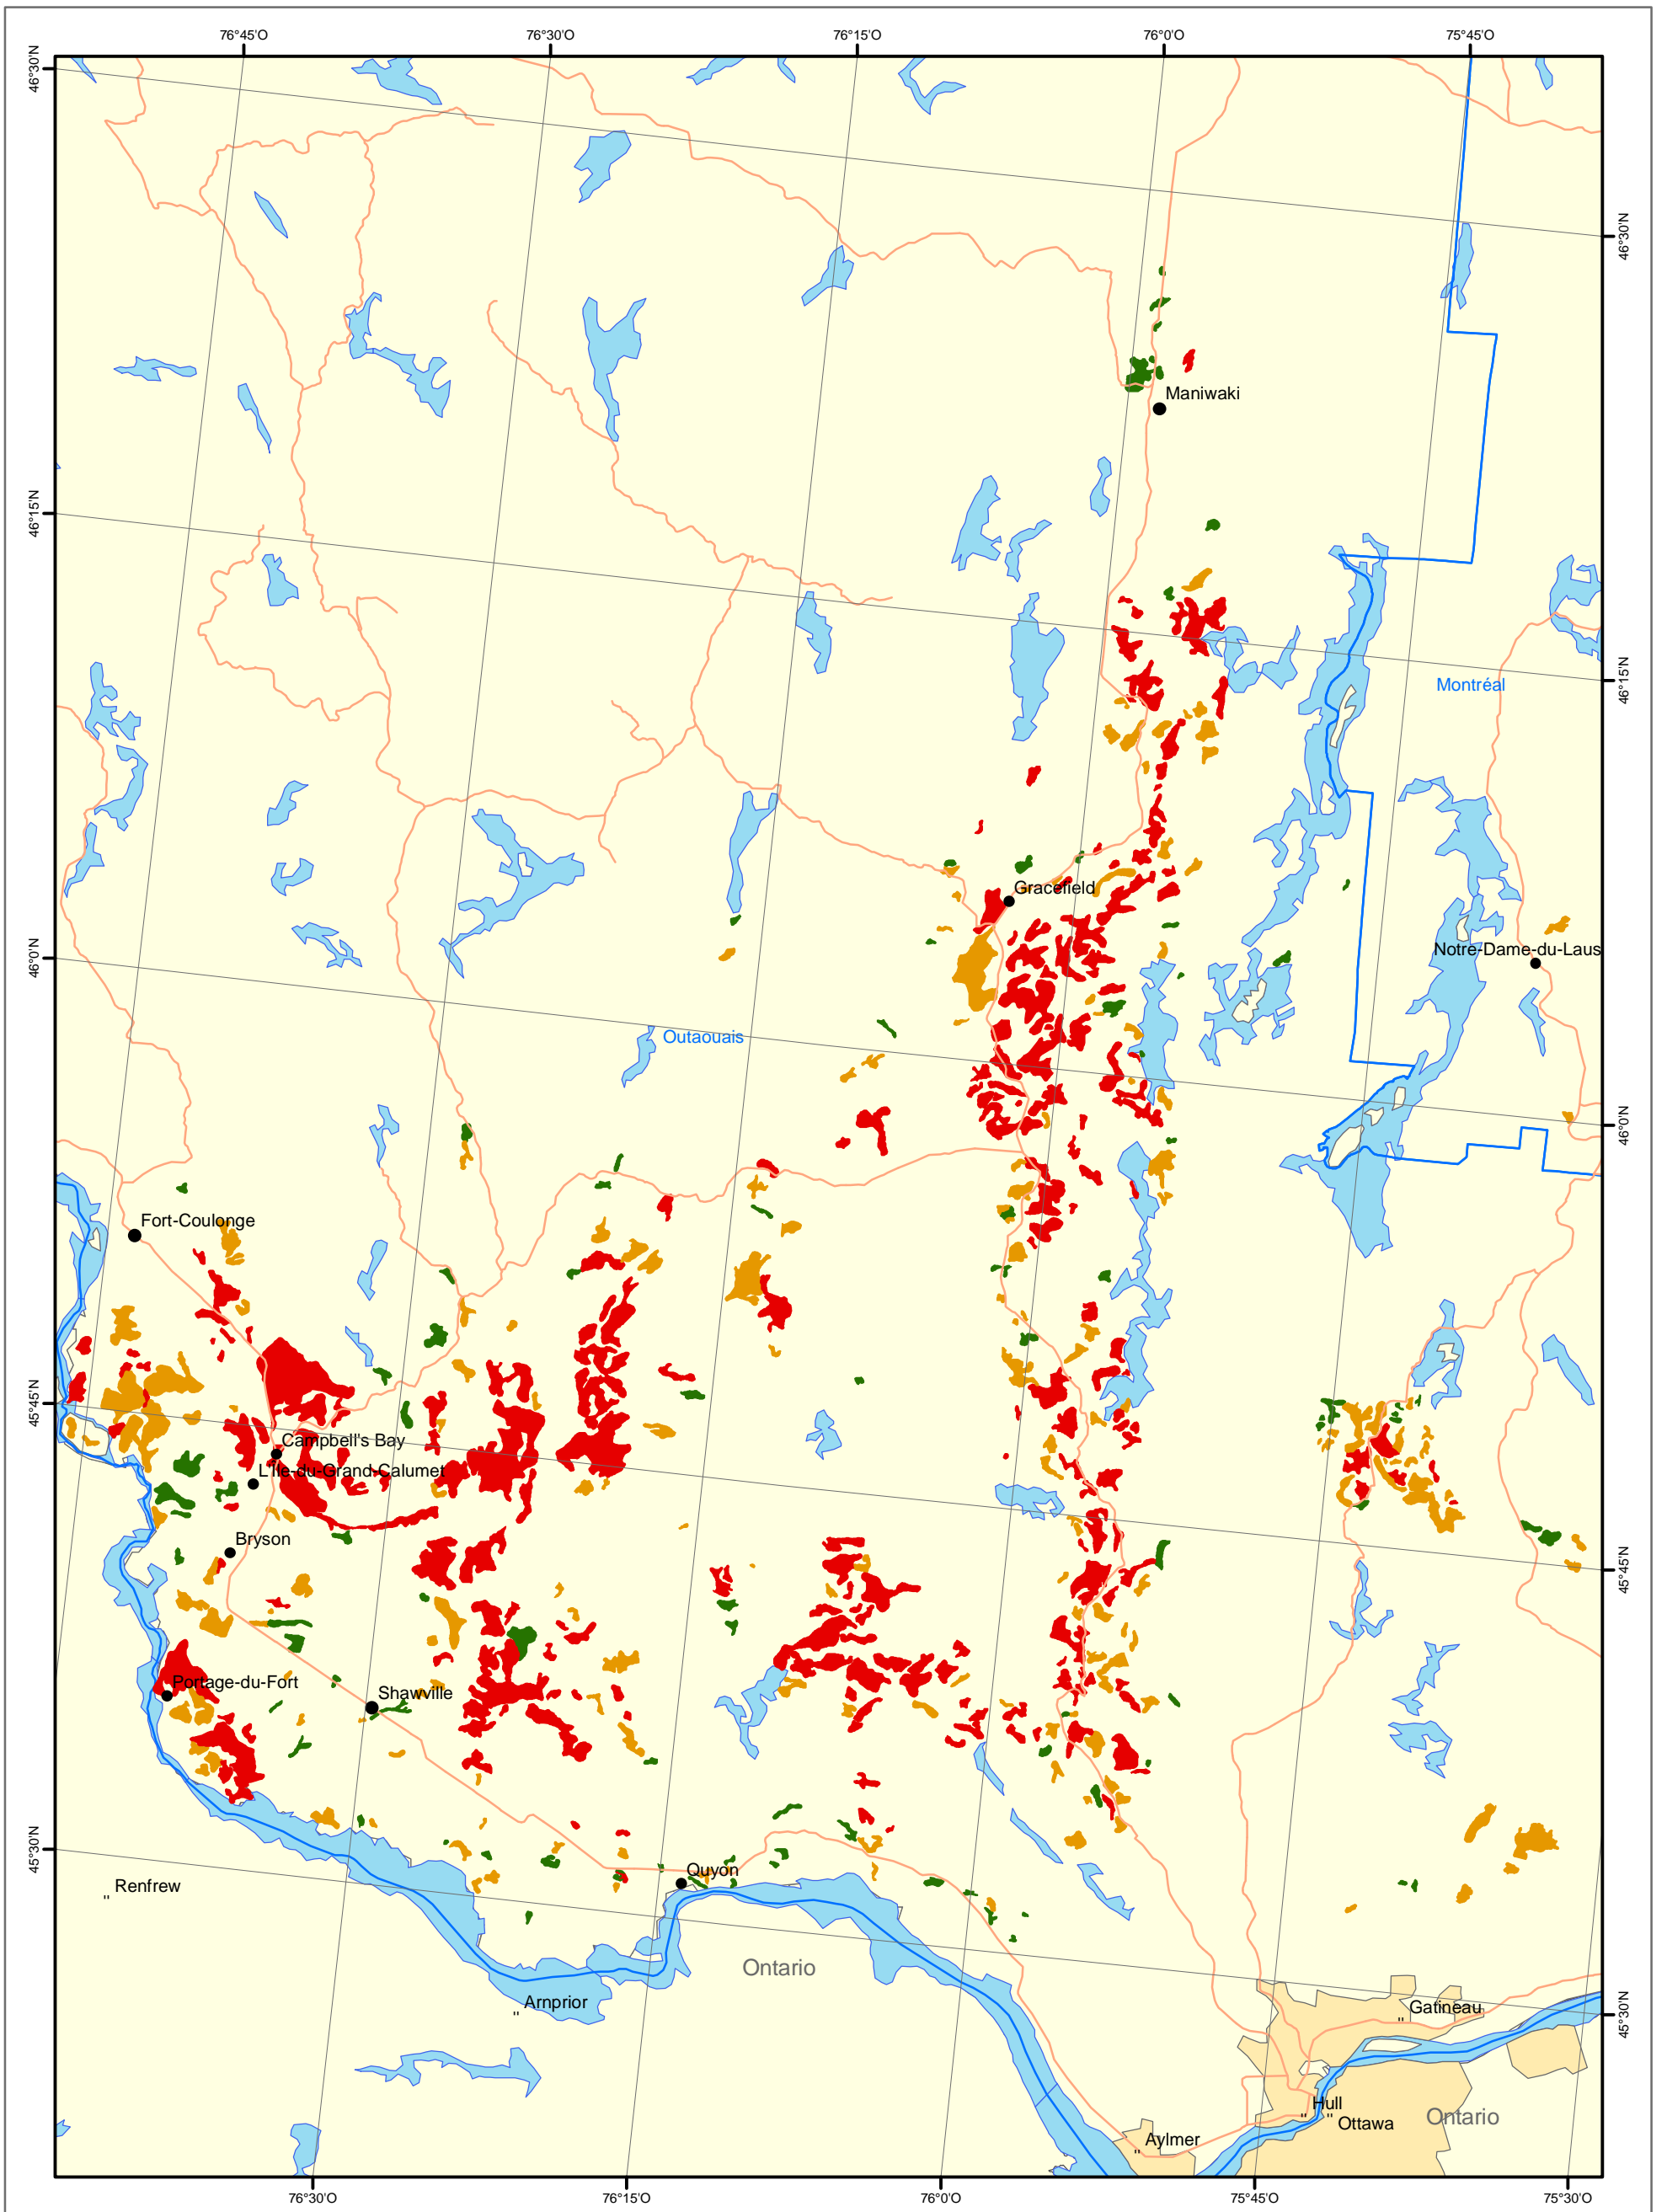 76°45'O
76°30'O
76°15'O
76°0'O
75°45'O
46°30'N
46°30'N
Maniwaki
46°15'N
46°15'N
Montréal
Gracefield
Notre-Dame-du-Laus
46°0'N
Outaouais
46°0'N
Fort-Coulonge
45°45'N
Campbell's Bay
L'Ile-du-Grand-Calumet
Bryson
45°45'N
Portage-du-Fort
Shawville
45°30'N
Quyon
Renfrew
Ontario
Arnprior
Gatineau
45°30'N
Hull
Ontario
Ottawa
Aylmer
76°30'O
76°15'O
76°0'O
75°45'O
75°30'O